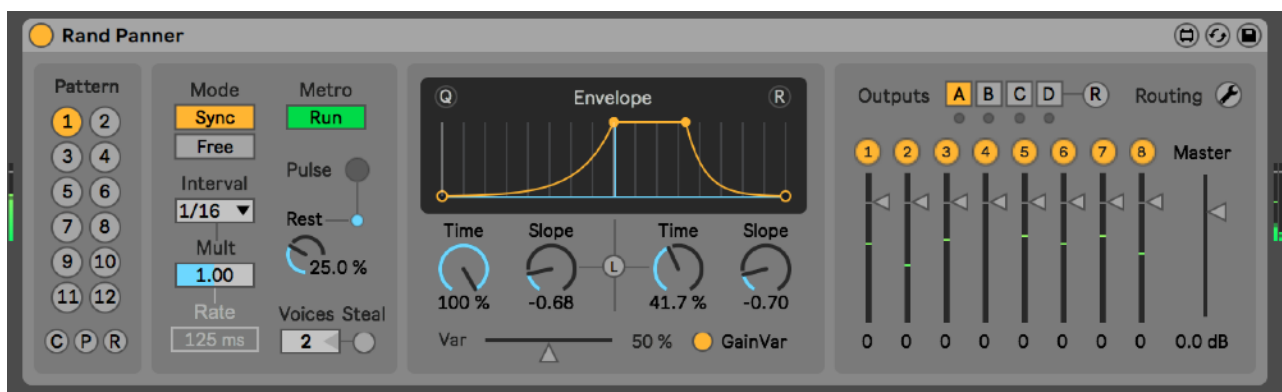 Rand Panner
Pattern
1 2
3 4
5 6
7 8
9 10
11 12
C P R
Mode
Sync
Free
Interval
1/16
Mult
1.00
Rate
125 ms
Metro
Run
Pulse
Rest
25.0 %
Voices Steal
2
Q Envelope R
Time Slope L Time Slope
100 % -0.68 41.7 % -0.70
Var 50 % GainVar
Outputs A B C D R Routing
1 2 3 4 5 6 7 8 Master
0 0 0 0 0 0 0 0 0.0 dB